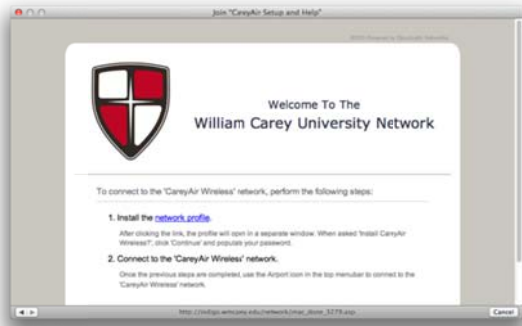 Join "CareyAir Setup and Help"
Welcome To The
William Carey University Network
To connect to the 'CareyAir Wireless' network, perform the following steps:
1. Install the network profile.
After clicking the link, the profile will open in a separate window. When asked 'Install CareyAir
Wireless?', click 'Continue' and populate your password.
2. Connect to the 'CareyAir Wireless' network.
Once the previous steps are completed, use the Airport icon in the top menubar to connect to the
'CareyAir Wireless' network.
Cancel